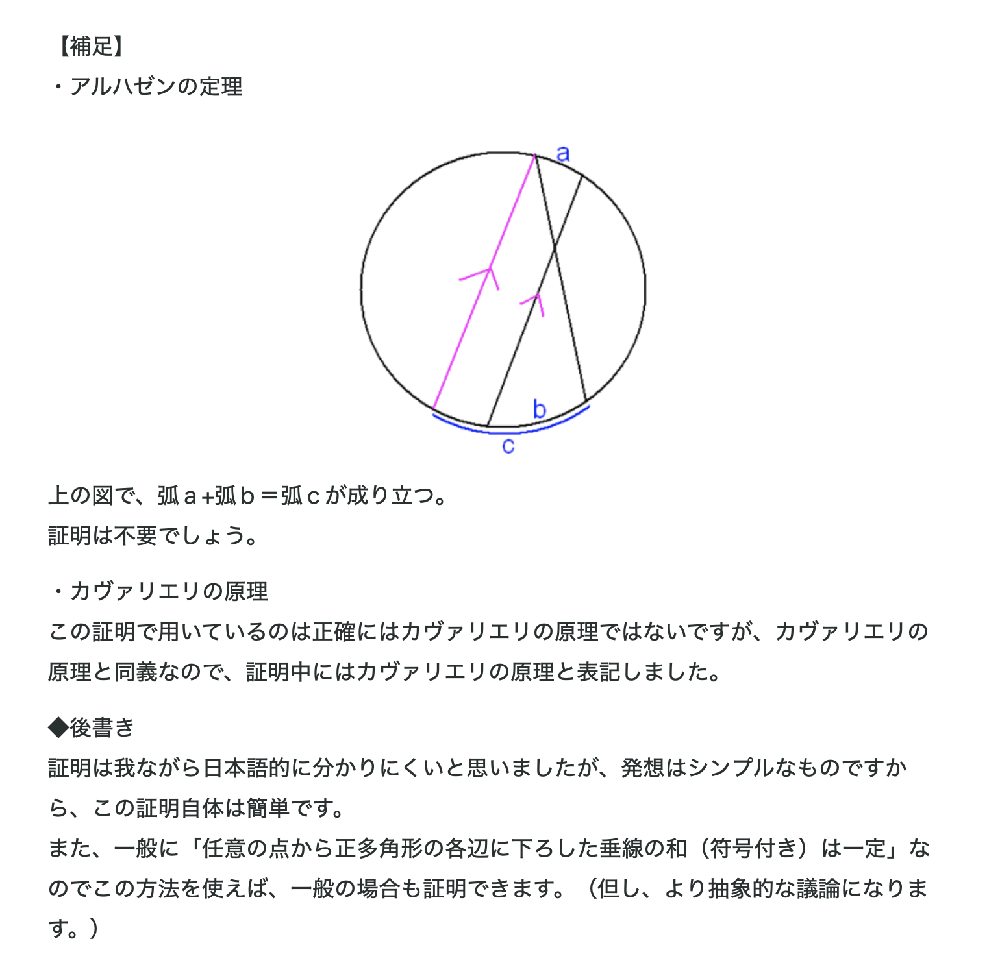 【補足】
・アルハゼンの定理
a
b
c
上の図で、弧ａ+弧ｂ＝弧ｃが成り立つ。
証明は不要でしょう。
・カヴァリエリの原理
この証明で用いているのは正確にはカヴァリエリの原理ではないですが、カヴァリエリの
原理と同義なので、証明中にはカヴァリエリの原理と表記しました。
◆後書き
証明は我ながら日本語的に分かりにくいと思いましたが、発想はシンプルなものですか
ら、この証明自体は簡単です。
また、一般に「任意の点から正多角形の各辺に下ろした垂線の和（符号付き）は一定」な
のでこの方法を使えば、一般の場合も証明できます。（但し、より抽象的な議論になりま
す。）